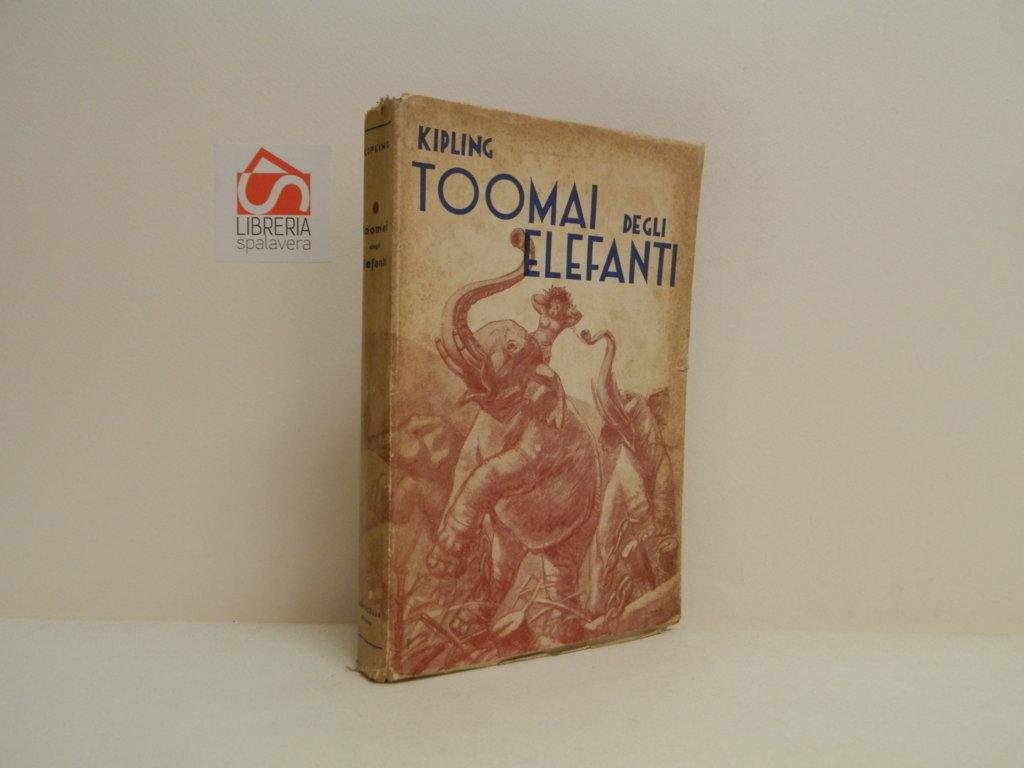 LIBRERIA
spalavera
KIPLING
TOOMAI
DEGLI
ELEFANTI
KIPLING
Toomai
degli
elefanti